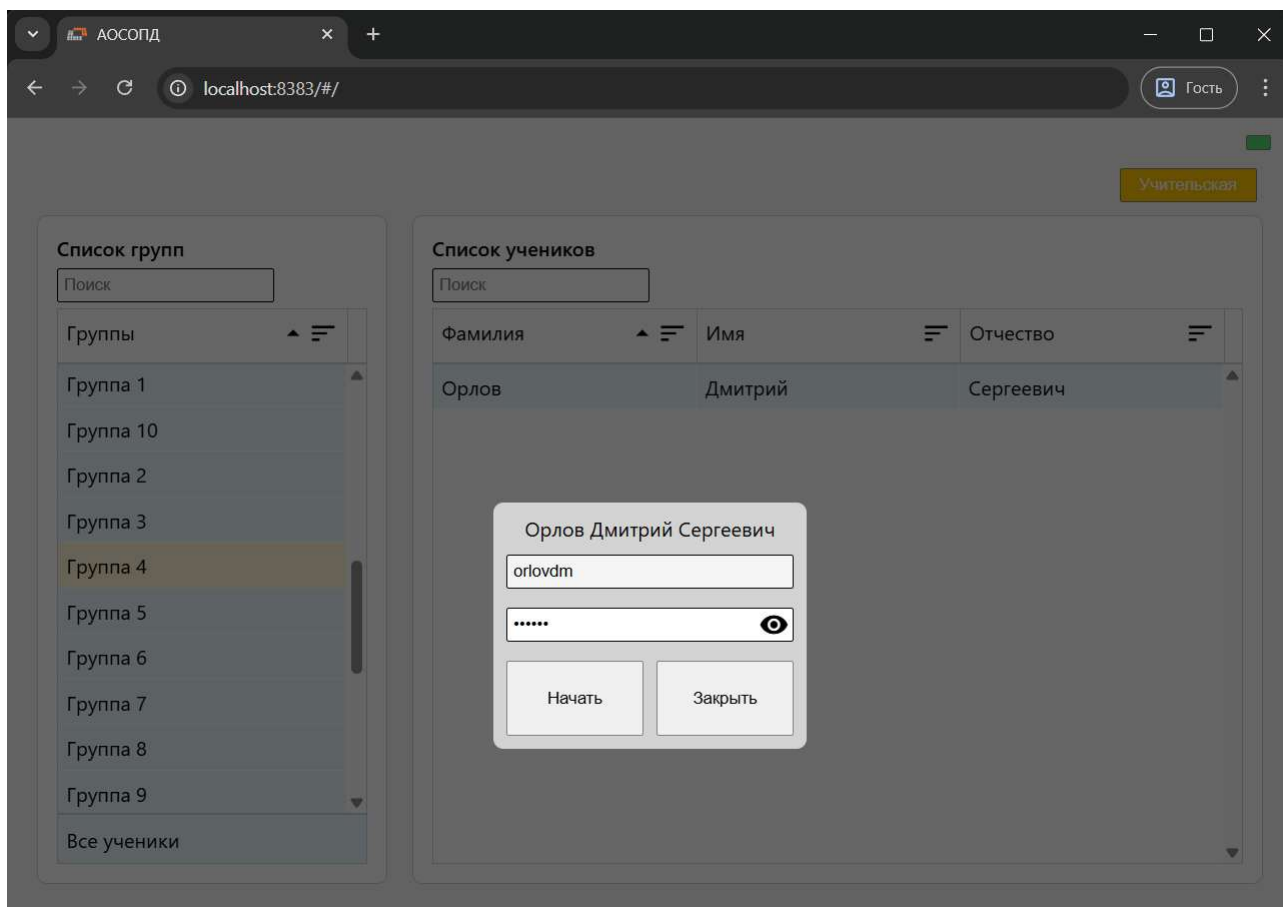 АОСОПД
localhost:8383/#/
Гость
Учительская
Список групп
Поиск
Группы
Группа 1
Группа 10
Группа 2
Группа 3
Группа 4
Группа 5
Группа 6
Группа 7
Группа 8
Группа 9
Все ученики
Список учеников
Поиск
Фамилия Имя Отчество
Орлов Дмитрий Сергеевич
Орлов Дмитрий Сергеевич
orlovdm
••••••
Начать Закрыть